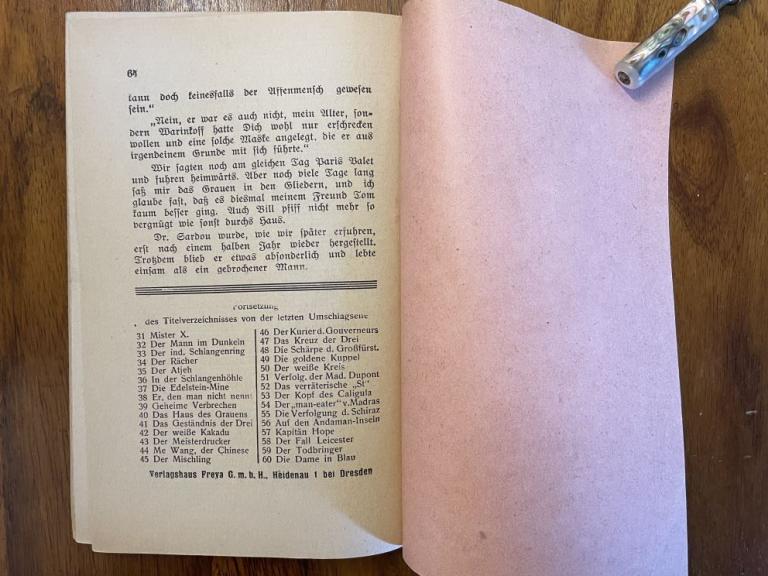 64
kann doch keinesfalls der Affenmensch gewesen
sein.“
„Nein, er war es auch nicht, mein Alter, son-
dern Warinkoff hatte Dich wohl nur erschrecken
wollen und eine solche Maske angelegt, die er aus
irgendeinem Grunde mit sich führte.“
Wir sagten noch am gleichen Tag Paris Valet
und fuhren heimwärts. Aber noch viele Tage lang
saß mir das Grauen in den Gliedern, und ich
glaube fast, daß es diesmal meinem Freund Tom
kaum besser ging. Auch Bill pfiff nicht mehr so
vergnügt wie sonst durchs Haus.
Dr. Sardou wurde, wie wir später erfuhren,
erst nach einem halben Jahr wieder hergestellt.
Trotzdem blieb er etwas absonderlich und lebte
einsam als ein gebrochener Mann.
Fortsetzung
des Titelverzeichnisses von der letzten Umschlagseite
31 Mister X.
32 Der Mann im Dunkeln
33 Der ind. Schlangenring
34 Der Rächer
35 Der Atjeh
36 In der Schlangenhöhle
37 Die Edelstein-Mine
38 Er, den man nicht nennt
39 Geheime Verbrechen
40 Das Haus des Grauens
41 Das Geständnis der Drei
42 Der weiße Kakadu
43 Der Meisterdrucker
44 Me Wang, der Chinese
45 Der Mischling
46 Der Kurier d. Gouverneurs
47 Das Kreuz der Drei
48 Die Schärpe d. Großfürst.
49 Die goldene Kuppel
50 Der weiße Kreis
51 Verfolg. der Mad. Dupont
52 Das verräterische „St“
53 Der Kopf des Caligula
54 Der „man-eater“ v. Madras
55 Die Verfolgung d. Schiraz
56 Auf den Andaman-Inseln
57 Kapitän Hope
58 Der Fall Leicester
59 Der Todbringer
60 Die Dame in Blau
Verlagshaus Freya G. m. b. H., Heidenau 1 bei Dresden